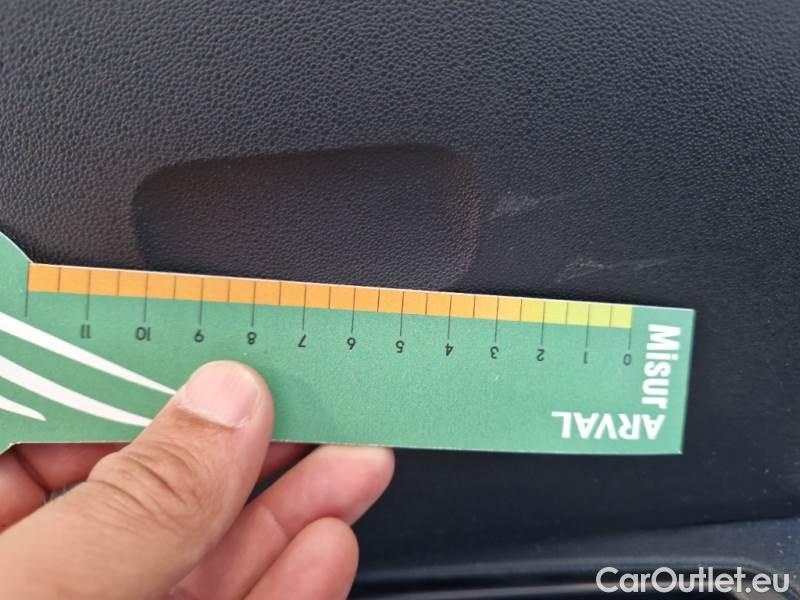 11 10 9 8 7 6 5 4 3 2 1 0
Misur
ARVAL
CarOutlet.eu